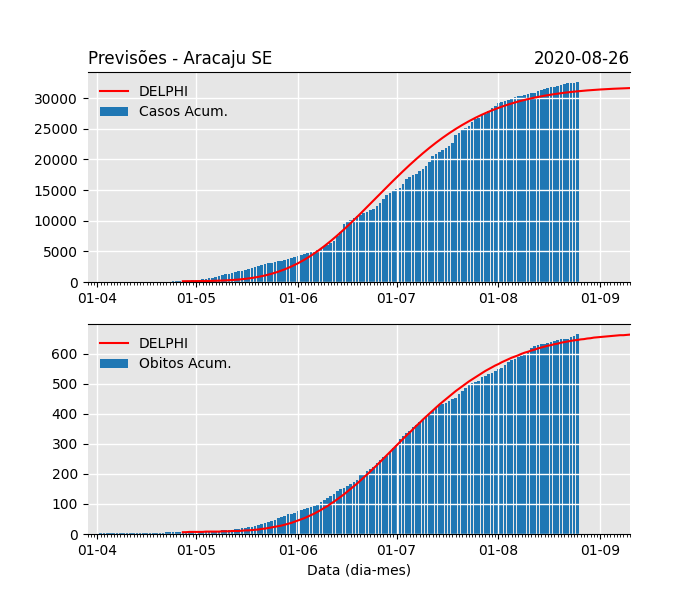 Previsões - Aracaju SE 2020-08-26
DELPHI
Casos Acum.
30000
25000
20000
15000
10000
5000
0
01-04 01-05 01-06 01-07 01-08 01-09
DELPHI
Obitos Acum.
600
500
400
300
200
100
0
01-04 01-05 01-06 01-07 01-08 01-09
Data (dia-mes)